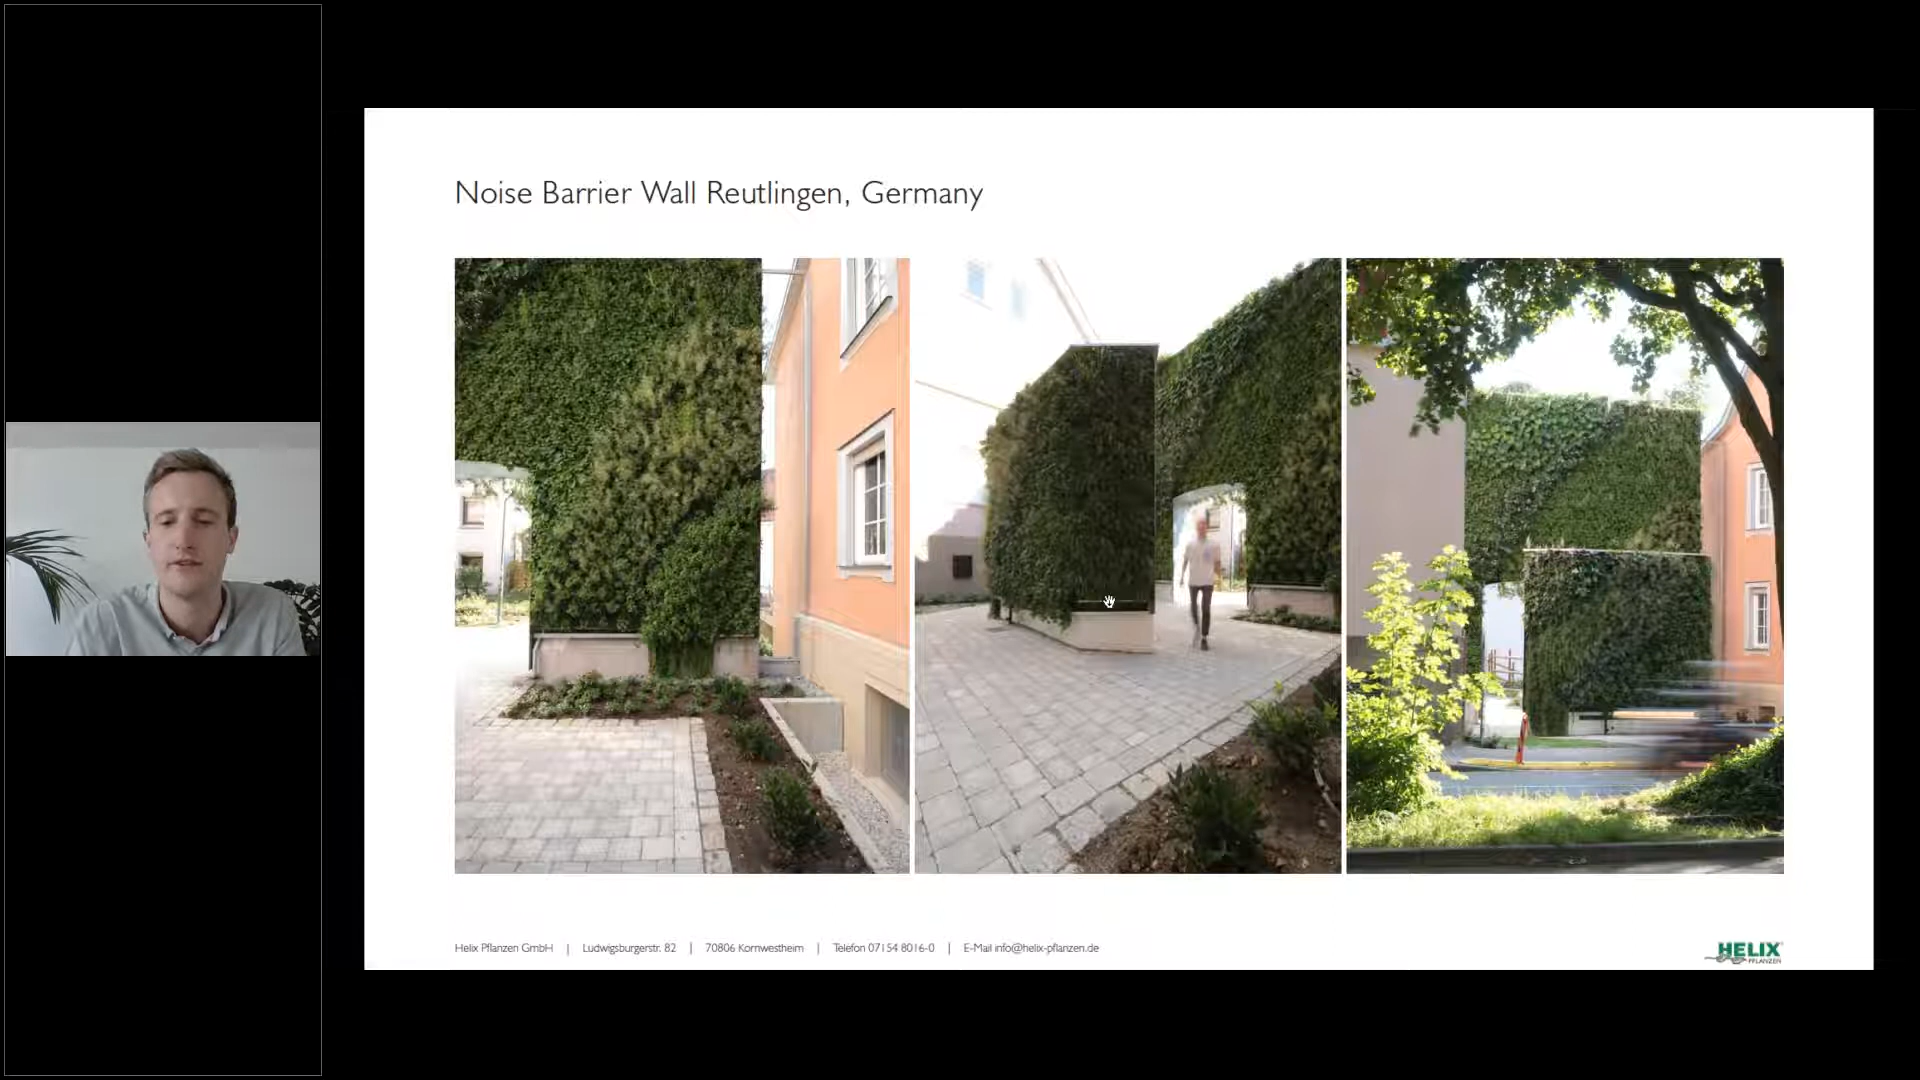 Noise Barrier Wall Reutlingen, Germany
Helix Pflanzen GmbH | Ludwigsburgerstr. 82 | 70806 Kornwestheim | Telefon 07154 8016-0 | E-Mail info@helix-pflanzen.de
HELIX
PFLANZEN